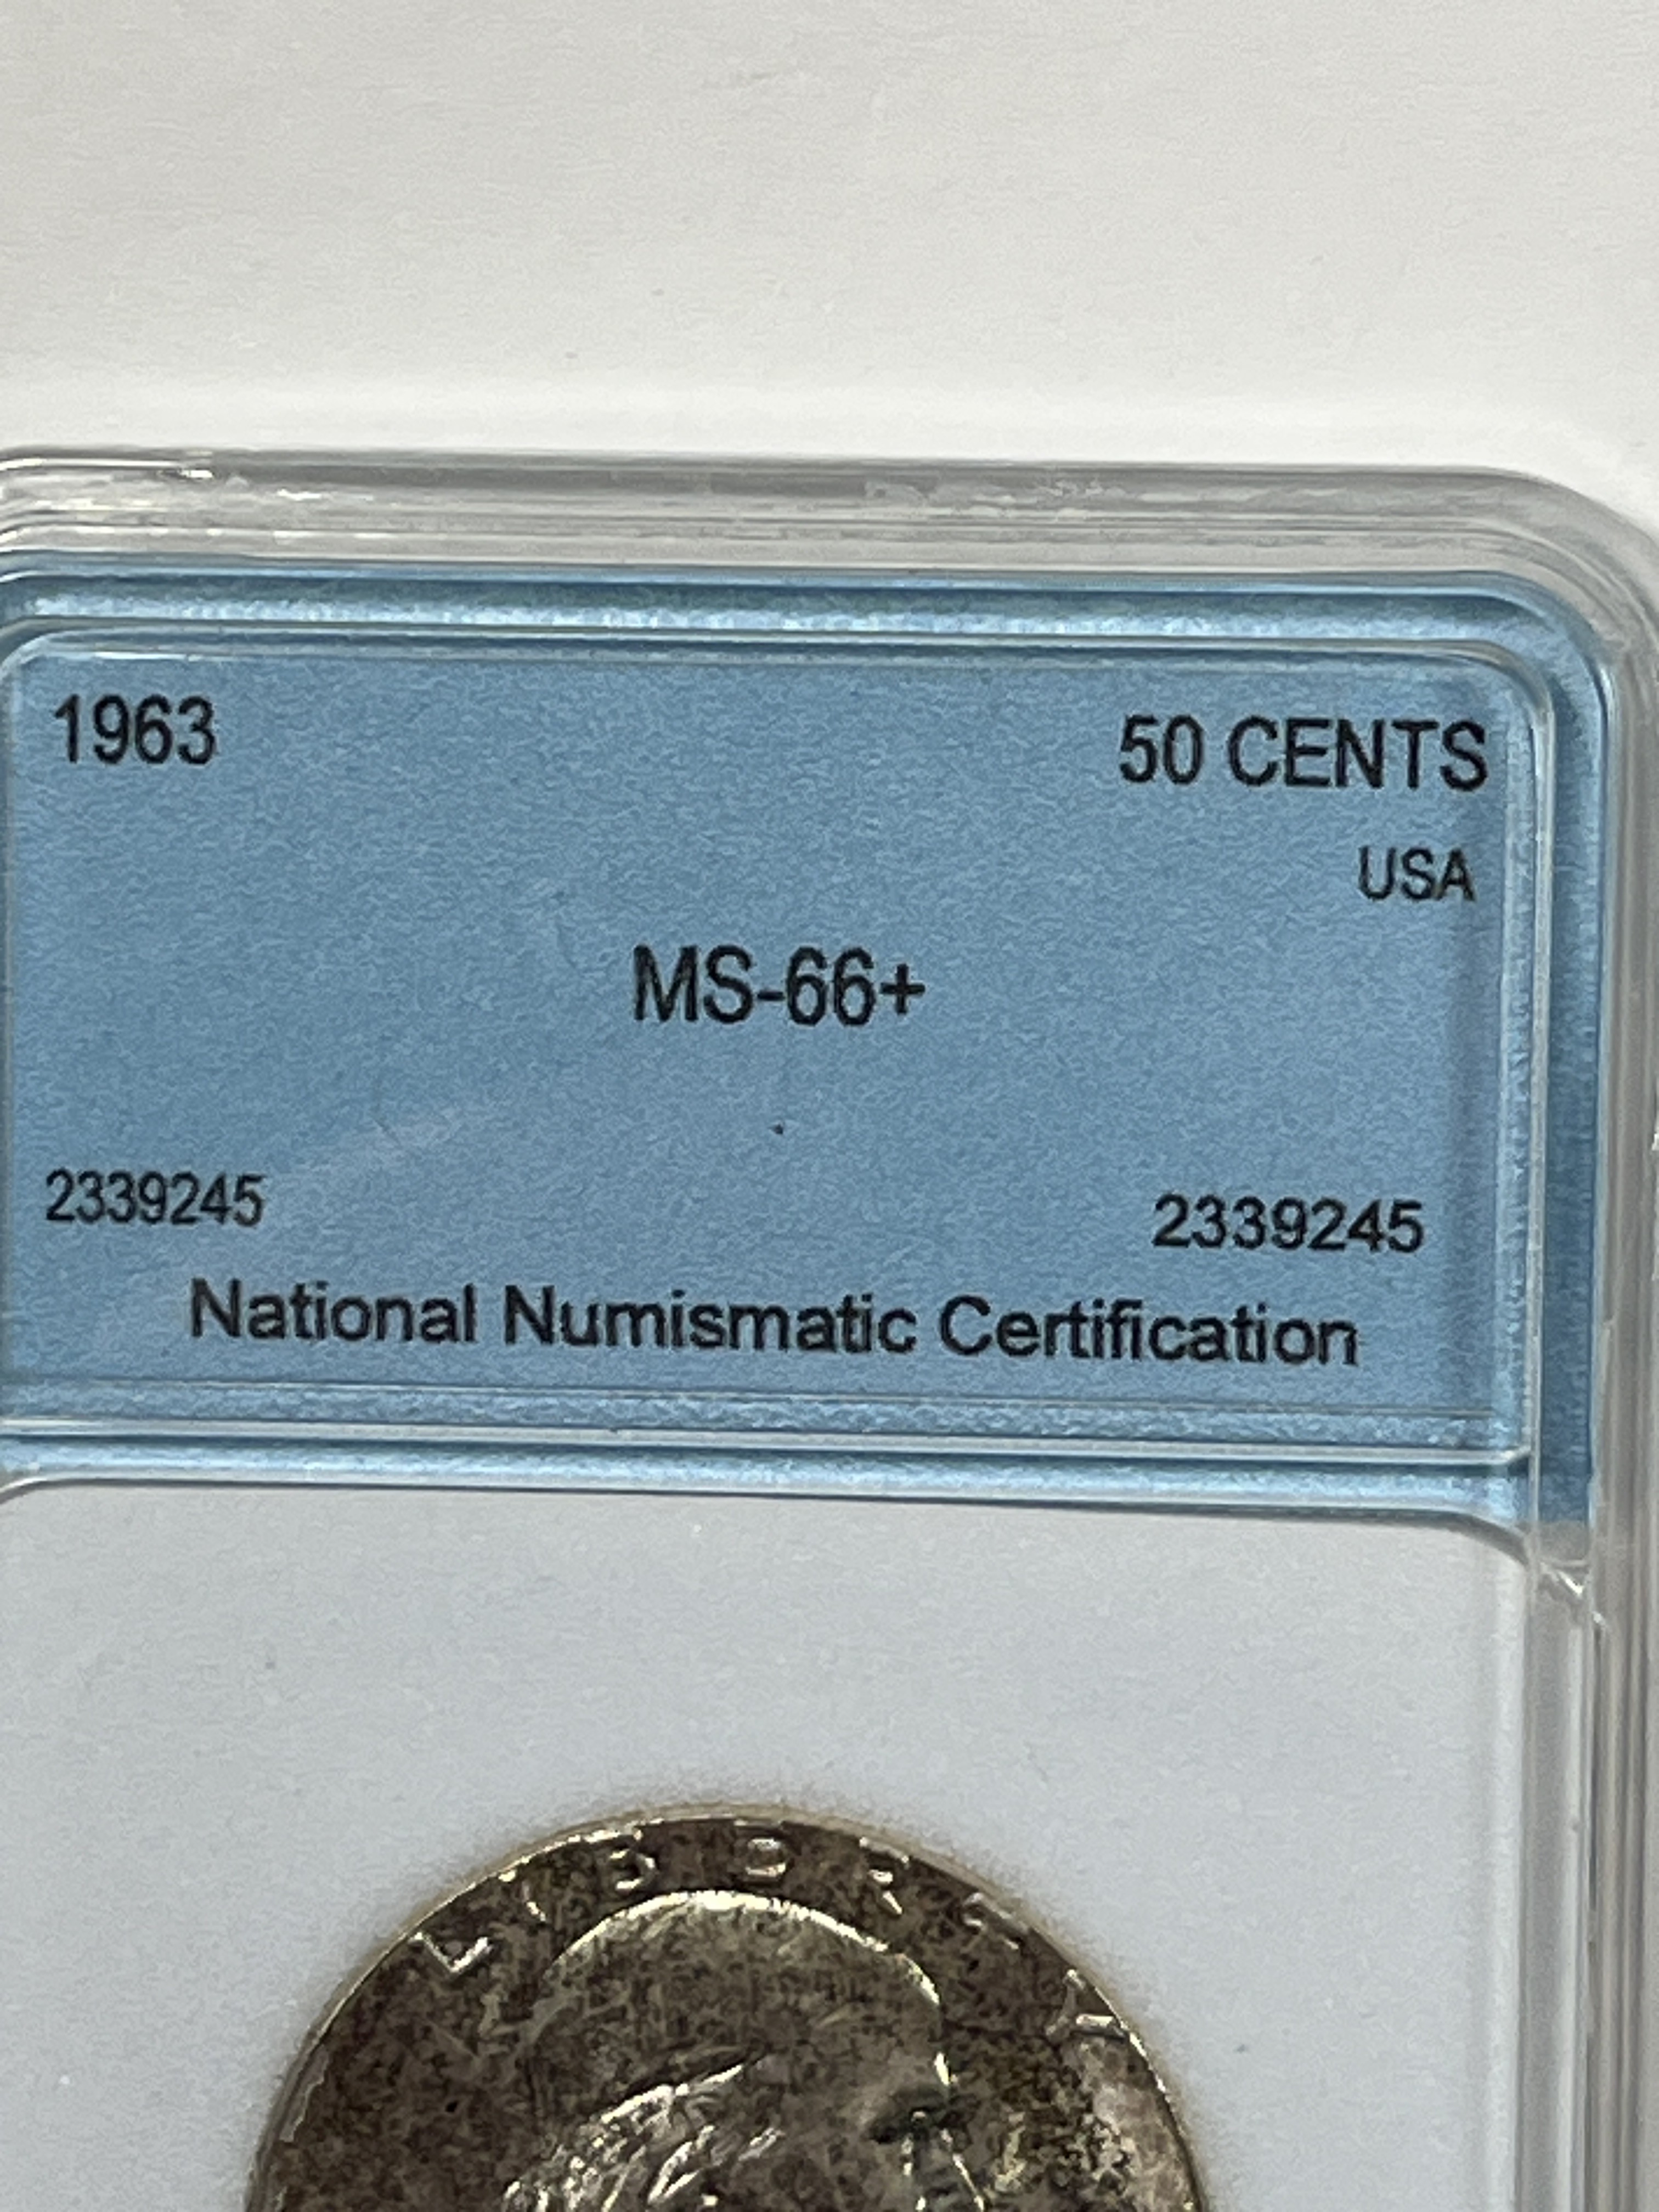 1963 50 CENTS
USA
MS-66+
2339245 2339245
National Numismatic Certification
LIBERTY